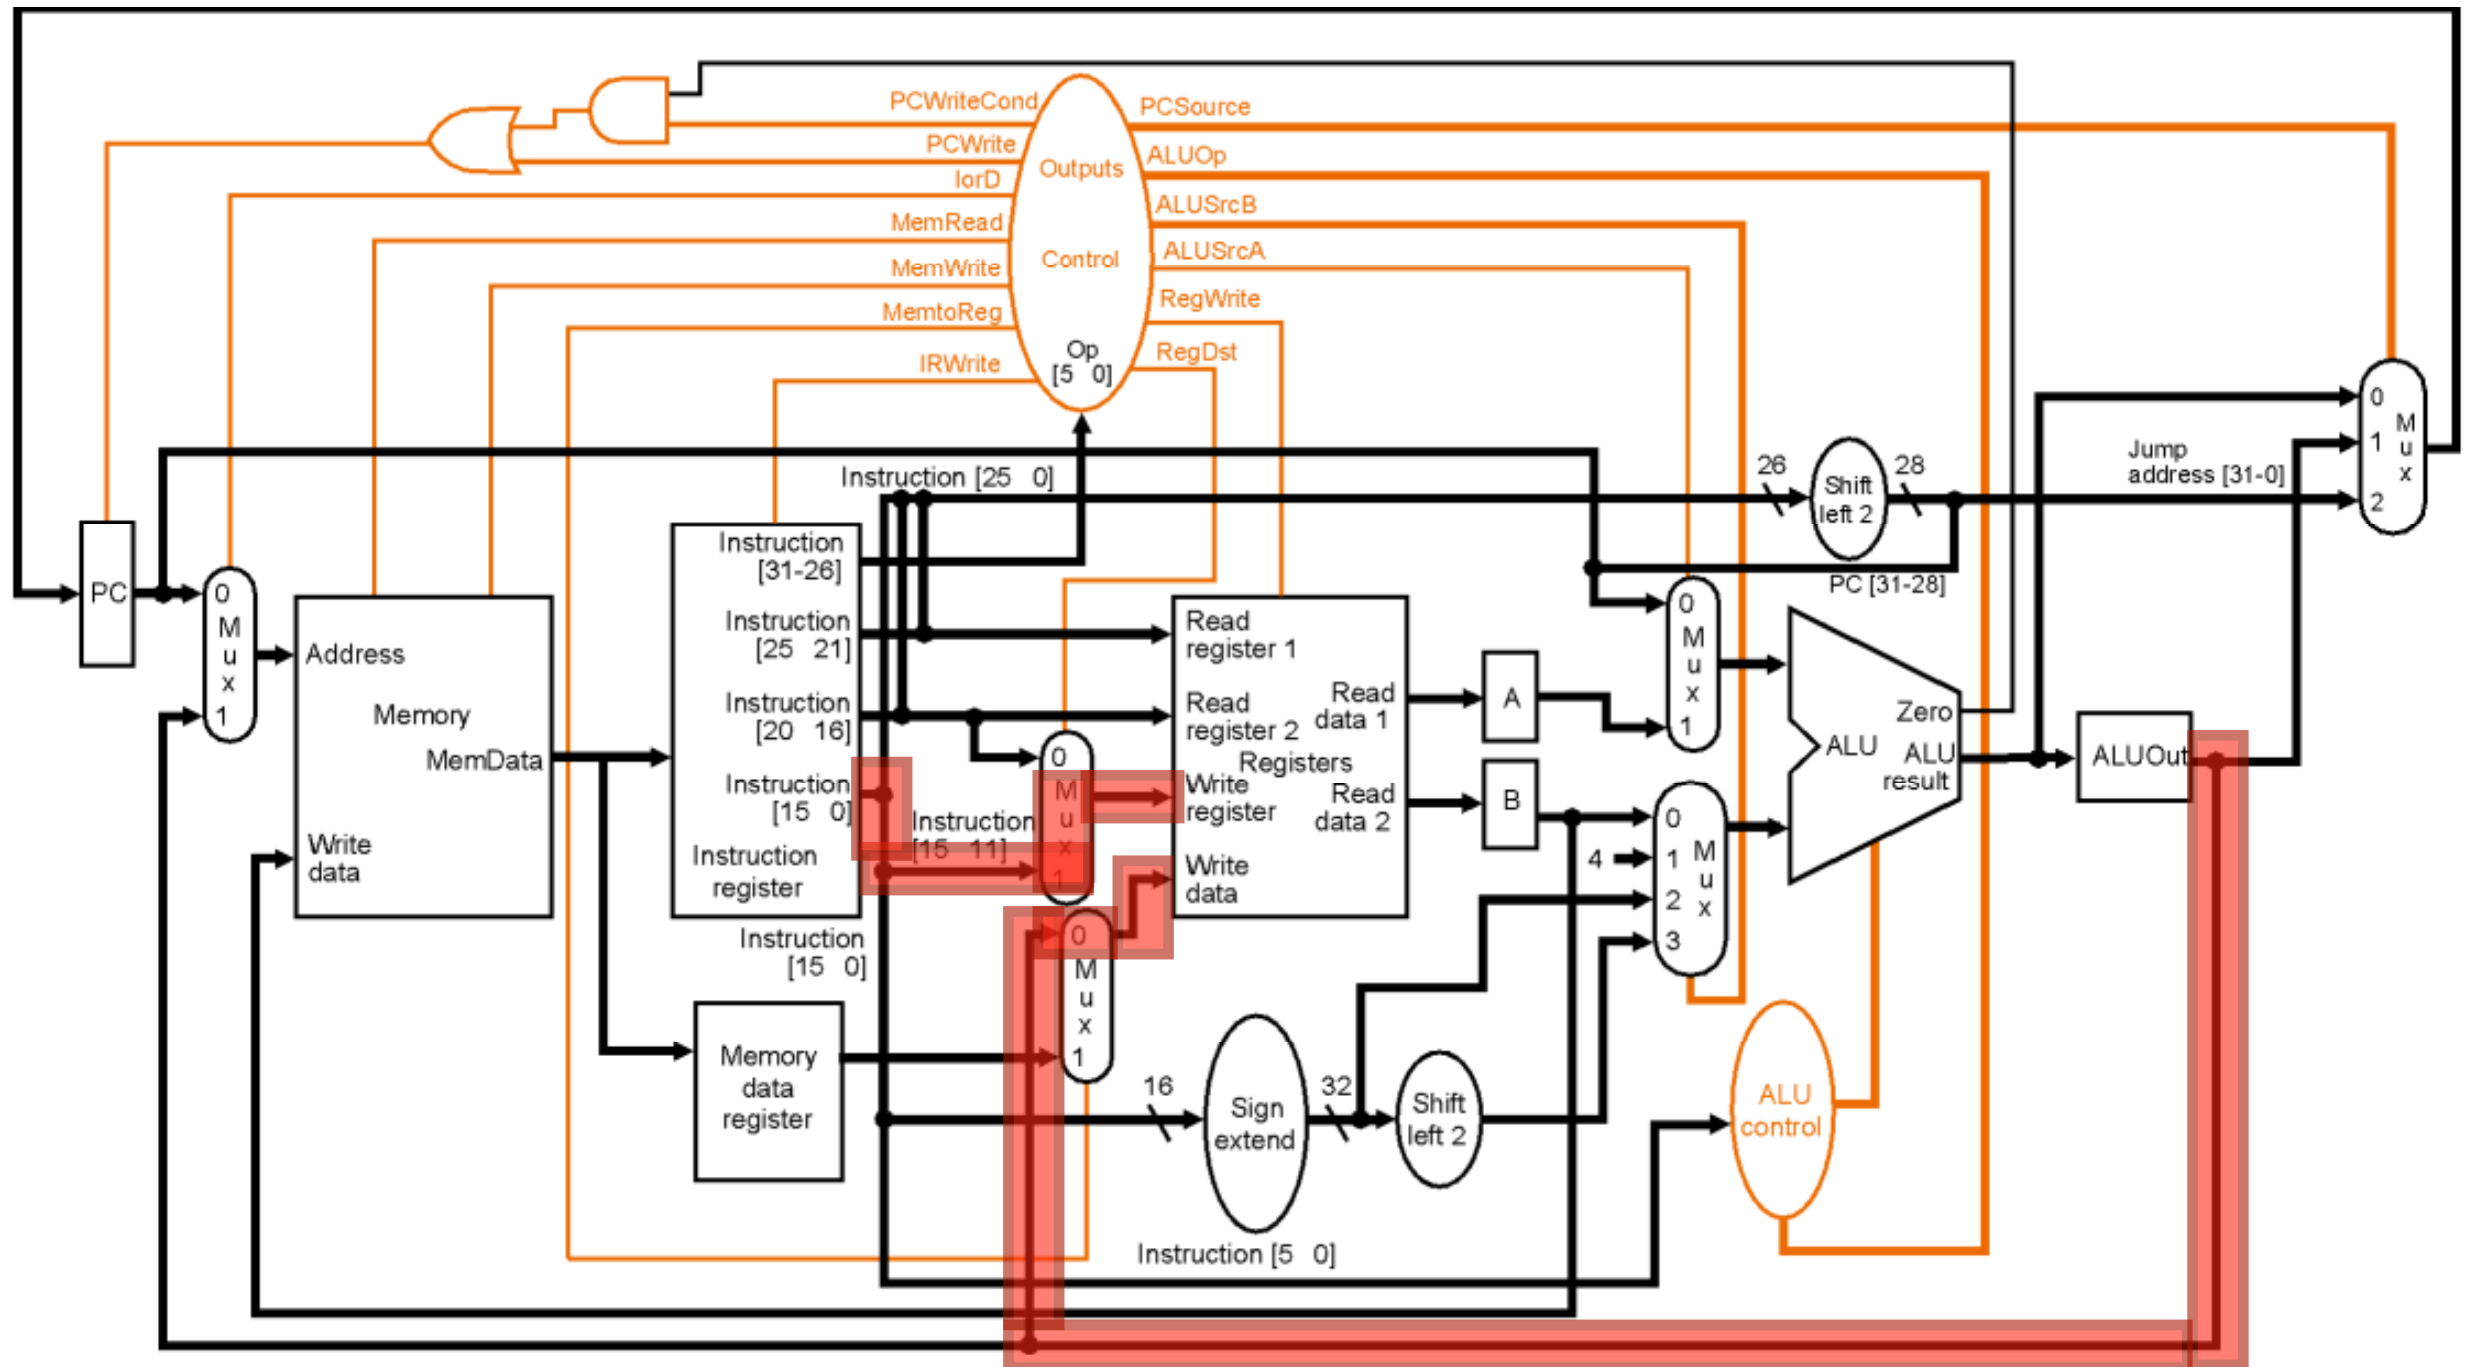 PCWriteCond
PCWrite
IorD
MemRead
MemWrite
MemtoReg
IRWrite
Outputs
Control
Op
[5 0]
PCSource
ALUOp
ALUSrcB
ALUSrcA
RegWrite
RegDst
PC
0
M
u
x
1
Address
Memory
MemData
Write
data
Instruction [25 0]
Instruction
[31-26]
Instruction
[25 21]
Instruction
[20 16]
Instruction
[15 0]
Instruction
register
Instruction
[15 0]
Memory
data
register
Instruction
[15 11]
0
M
u
x
1
0
M
u
x
1
Read
register 1
Read
register 2
Registers
Write
register
Write
data
Read
data 1
Read
data 2
A
B
16
Sign
extend
32
Shift
left 2
Instruction [5 0]
0
M
u
x
1
4
0
1
2
3
M
u
x
26
Shift
left 2
28
PC [31-28]
Jump
address [31-0]
Zero
ALU
ALU
result
ALUOut
ALU
control
0
1
2
M
u
x